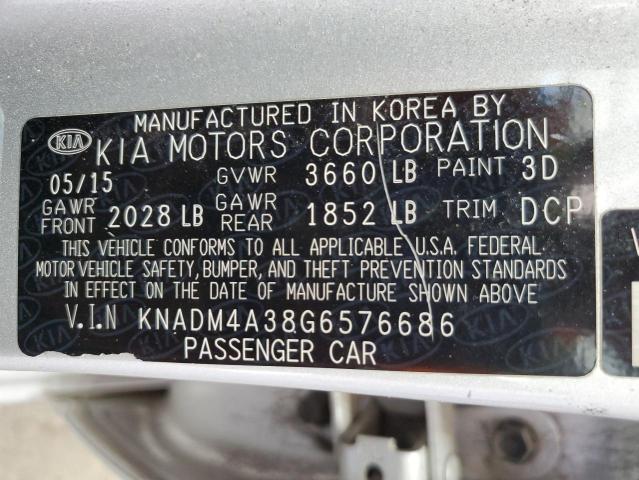 MANUFACTURED IN KOREA BY
KIA KIA MOTORS CORPORATION
05/15 GVWR 3660 LB PAINT 3D
GAWR FRONT 2028 LB GAWR REAR 1852 LB TRIM DCP
THIS VEHICLE CONFORMS TO ALL APPLICABLE U.S.A. FEDERAL
MOTOR VEHICLE SAFETY, BUMPER, AND THEFT PREVENTION STANDARDS
IN EFFECT ON THE DATE OF MANUFACTURE SHOWN ABOVE
V.I.N KNADM4A38G6576686
PASSENGER CAR